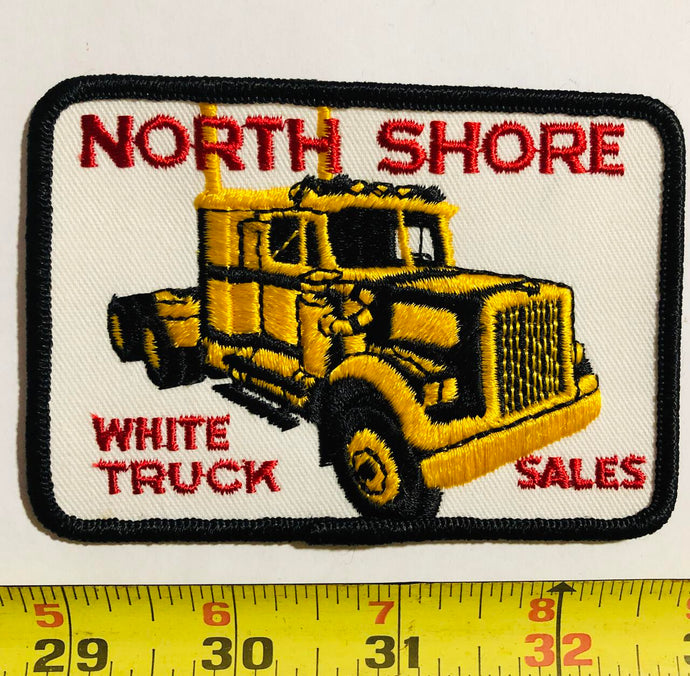 NORTH SHORE
WHITE
TRUCK SALES
5 6 7 8
29 30 31 32